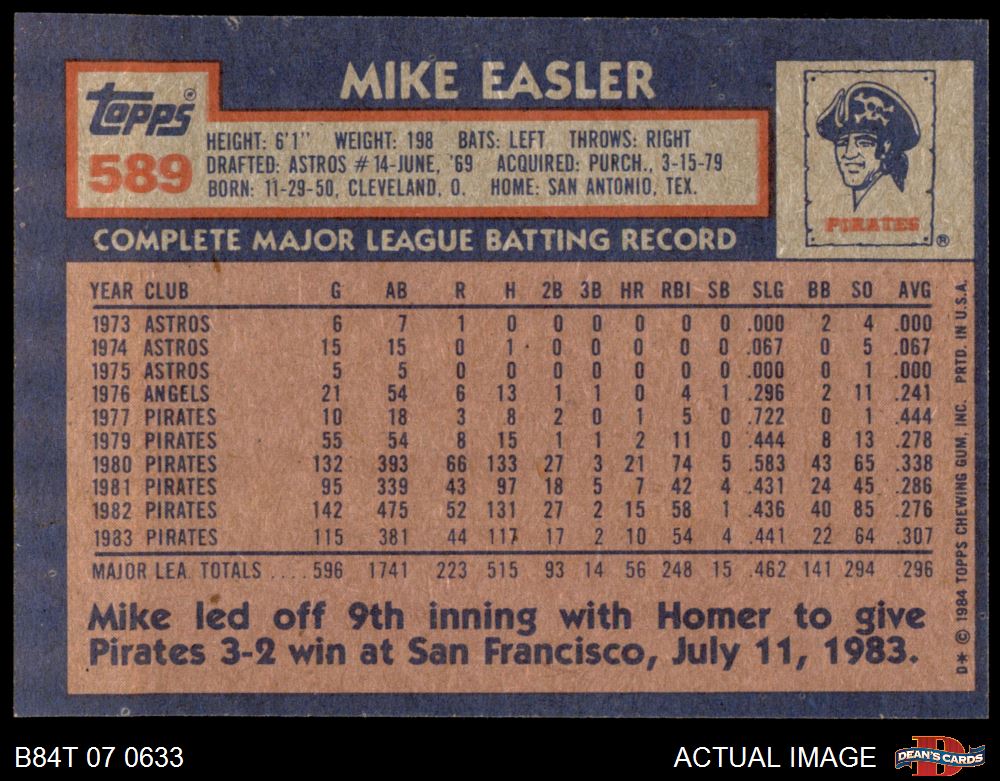 MIKE EASLER
Topps®
589
HEIGHT: 6'1" WEIGHT: 198 BATS: LEFT THROWS: RIGHT
DRAFTED: ASTROS #14-JUNE, '69 ACQUIRED: PURCH., 3-15-79
BORN: 11-29-50, CLEVELAND, O. HOME: SAN ANTONIO, TEX.
PIRATES
®
COMPLETE MAJOR LEAGUE BATTING RECORD
YEAR CLUB G AB R H 2B 3B HR RBI SB SLG BB SO AVG
1973 ASTROS 6 7 1 0 0 0 0 0 0 .000 2 4 .000
1974 ASTROS 15 15 0 1 0 0 0 0 0 .067 0 5 .067
1975 ASTROS 5 5 0 0 0 0 0 0 0 .000 0 1 .000
1976 ANGELS 21 54 6 13 1 1 0 4 1 .296 2 11 .241
1977 PIRATES 10 18 3 8 2 0 1 5 0 .722 0 1 .444
1979 PIRATES 55 54 8 15 1 1 2 11 0 .444 8 13 .278
1980 PIRATES 132 393 66 133 27 3 21 74 5 .583 43 65 .338
1981 PIRATES 95 339 43 97 18 5 7 42 4 .431 24 45 .286
1982 PIRATES 142 475 52 131 27 2 15 58 1 .436 40 85 .276
1983 PIRATES 115 381 44 117 17 2 10 54 4 .441 22 64 .307
MAJOR LEA. TOTALS .... 596 1741 223 515 93 14 56 248 15 .462 141 294 .296
Mike led off 9th inning with Homer to give
Pirates 3-2 win at San Francisco, July 11, 1983.
D* © 1984 TOPPS CHEWING GUM, INC. PRTD. IN U.S.A.
B84T 07 0633
ACTUAL IMAGE
D
DEAN'S CARDS